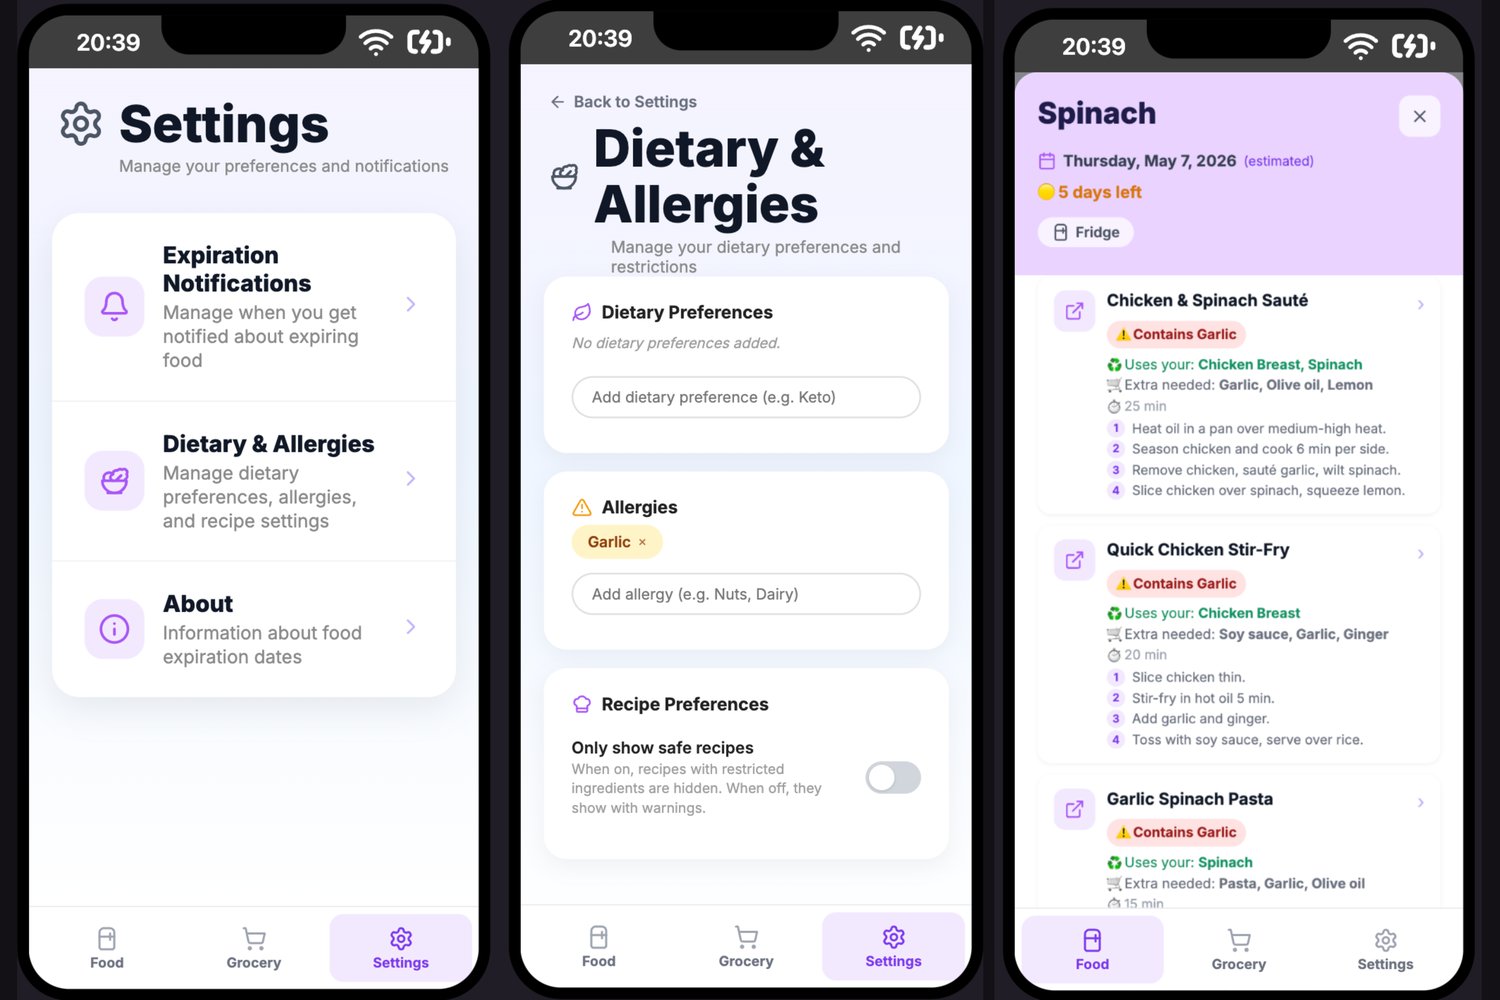 20:39
Settings
Manage your preferences and notifications
Expiration
Notifications
Manage when you get
notified about expiring
food
Dietary & Allergies
Manage dietary
preferences, allergies,
and recipe settings
About
Information about food
expiration dates
Food
Grocery
Settings
20:39
← Back to Settings
Dietary &
Allergies
Manage your dietary preferences and
restrictions
Dietary Preferences
No dietary preferences added.
Add dietary preference (e.g. Keto)
Allergies
Garlic ×
Add allergy (e.g. Nuts, Dairy)
Recipe Preferences
Only show safe recipes
When on, recipes with restricted
ingredients are hidden. When off, they
show with warnings.
Food
Grocery
Settings
20:39
Spinach
Thursday, May 7, 2026 (estimated)
5 days left
Fridge
Chicken & Spinach Sauté
⚠️ Contains Garlic
♻️ Uses your: Chicken Breast, Spinach
🛒 Extra needed: Garlic, Olive oil, Lemon
⏱ 25 min
1 Heat oil in a pan over medium-high heat.
2 Season chicken and cook 6 min per side.
3 Remove chicken, sauté garlic, wilt spinach.
4 Slice chicken over spinach, squeeze lemon.
Quick Chicken Stir-Fry
⚠️ Contains Garlic
♻️ Uses your: Chicken Breast
🛒 Extra needed: Soy sauce, Garlic, Ginger
⏱ 20 min
1 Slice chicken thin.
2 Stir-fry in hot oil 5 min.
3 Add garlic and ginger.
4 Toss with soy sauce, serve over rice.
Garlic Spinach Pasta
⚠️ Contains Garlic
♻️ Uses your: Spinach
🛒 Extra needed: Pasta, Garlic, Olive oil
⏱ 15 min
Food
Grocery
Settings